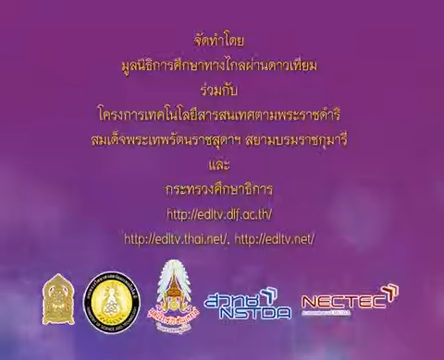 จัดทำโดย
มูลนิธิการศึกษาทางไกลผ่านดาวเทียม
ร่วมกับ
โครงการเทคโนโลยีสารสนเทศตามพระราชดำริ
สมเด็จพระเทพรัตนราชสุดาฯ สยามบรมราชกุมารี
และ
กระทรวงศึกษาธิการ
http://edltv.dlf.ac.th/
http://edltv.thai.net/, http://edltv.net/
สวทช NECTEC
NSTDA